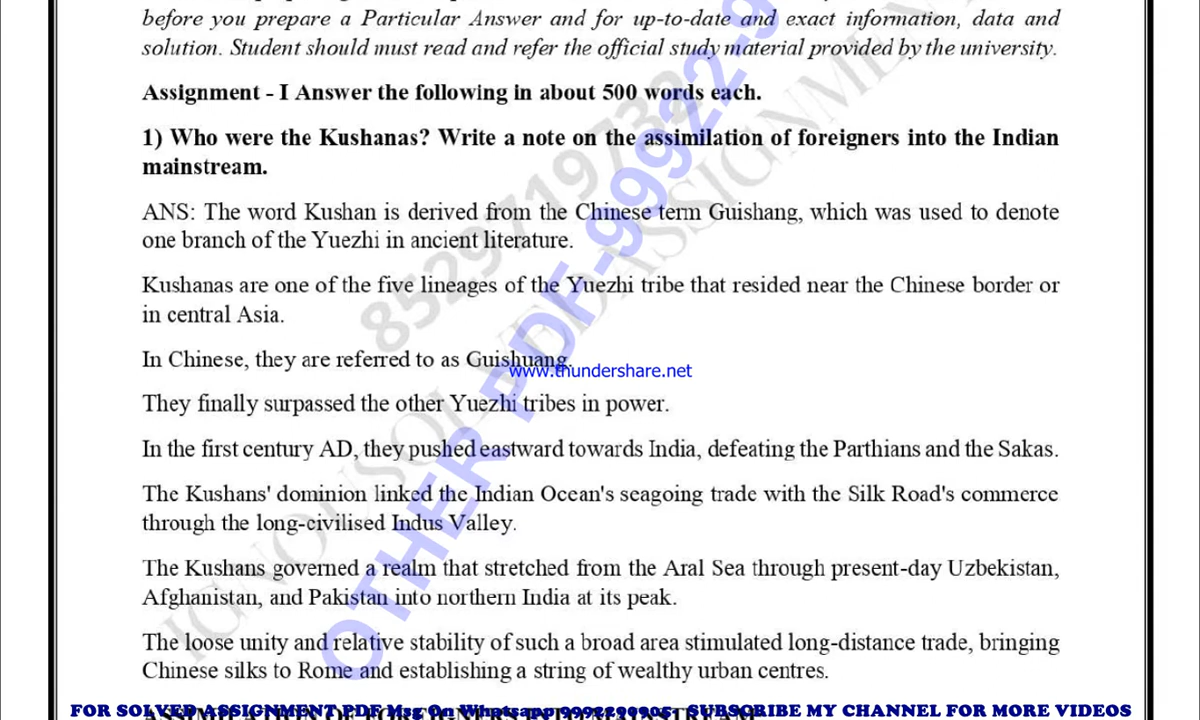 before you prepare a Particular Answer and for up-to-date and exact information, data and
solution. Student should must read and refer the official study material provided by the university.
Assignment - I Answer the following in about 500 words each.
1) Who were the Kushanas? Write a note on the assimilation of foreigners into the Indian
mainstream.
ANS: The word Kushan is derived from the Chinese term Guishang, which was used to denote
one branch of the Yuezhi in ancient literature.
Kushanas are one of the five lineages of the Yuezhi tribe that resided near the Chinese border or
in central Asia.
In Chinese, they are referred to as Guishuang.
www.thundershare.net
They finally surpassed the other Yuezhi tribes in power.
In the first century AD, they pushed eastward towards India, defeating the Parthians and the Sakas.
The Kushans' dominion linked the Indian Ocean's seagoing trade with the Silk Road's commerce
through the long-civilised Indus Valley.
The Kushans governed a realm that stretched from the Aral Sea through present-day Uzbekistan,
Afghanistan, and Pakistan into northern India at its peak.
The loose unity and relative stability of such a broad area stimulated long-distance trade, bringing
Chinese silks to Rome and establishing a string of wealthy urban centres.
ASSIMILATION OF FOREIGNERS INTO MAINSTREAM
FOR SOLVED ASSIGNMENT PDF Msg On Whatsapp 9992290905- SUBSCRIBE MY CHANNEL FOR MORE VIDEOS
8529719732
OTHER PDF-99922-9